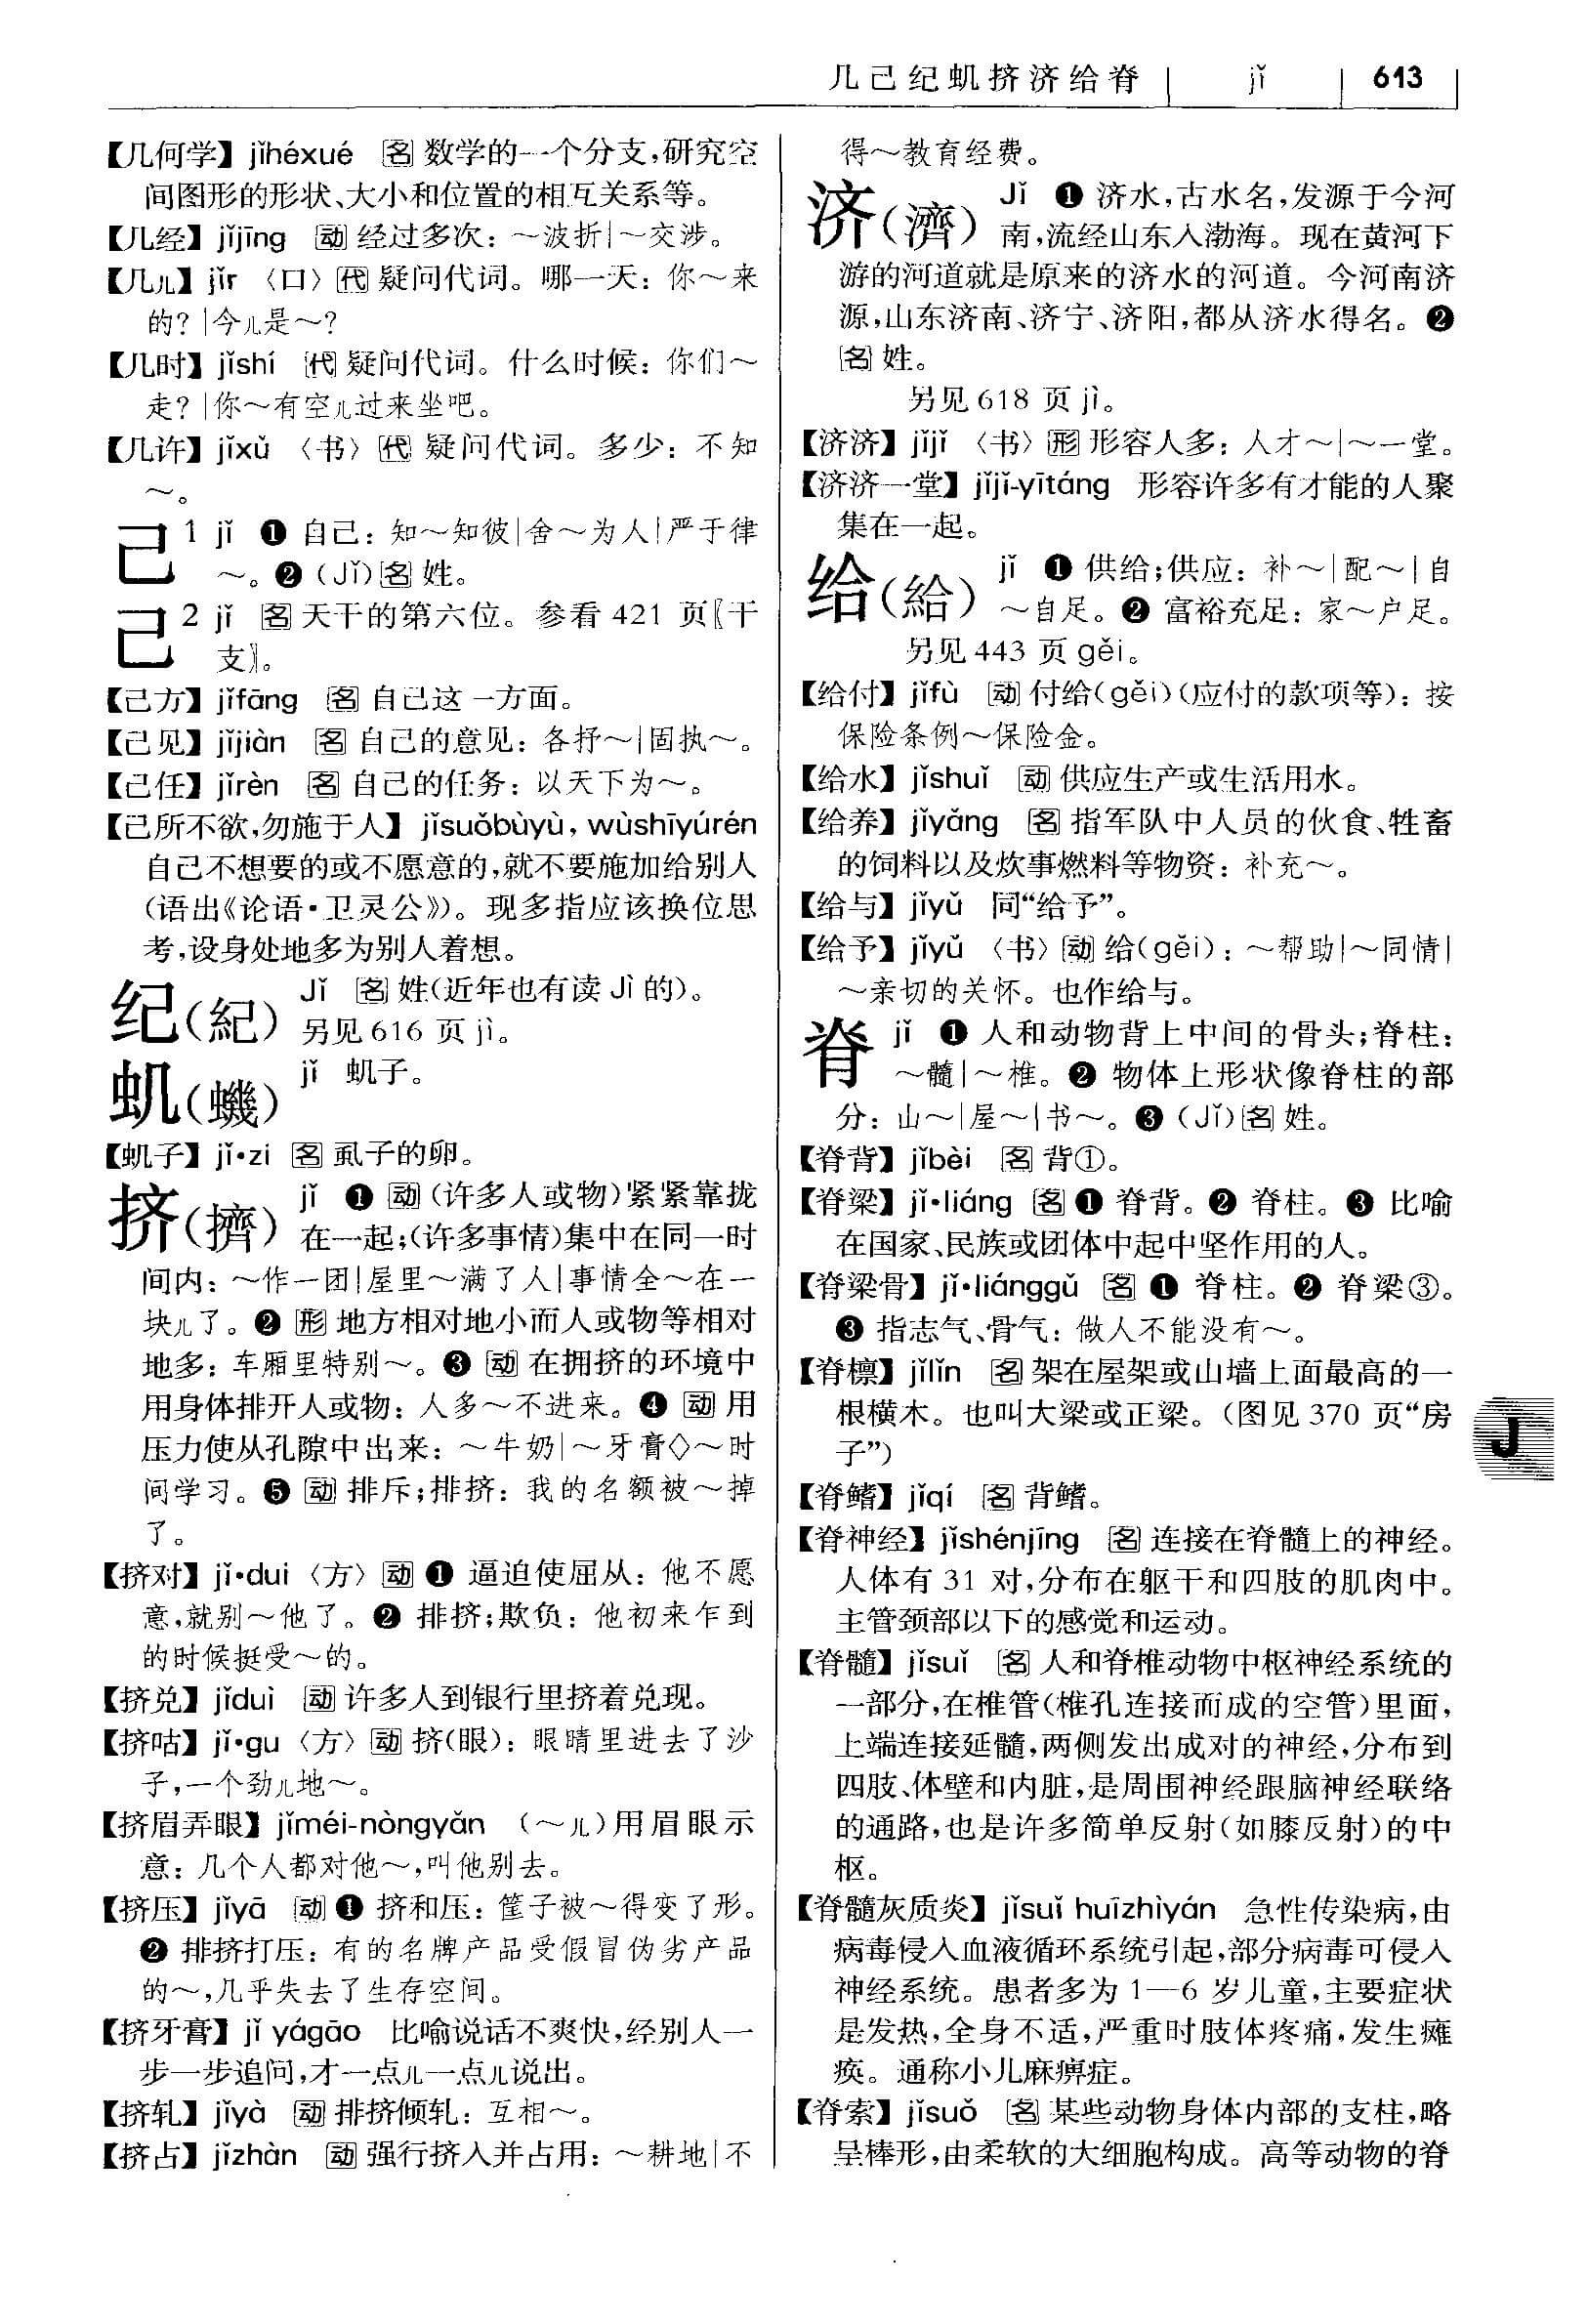 几己纪虮挤济给脊 jǐ 613
【几何学】jǐhéxué 名 数学的一个分支,研究空
间图形的形状、大小和位置的相互关系等。
【几经】jǐjīng 动 经过多次：～波折|～交涉。
【几儿】jǐr 〈口〉代 疑问代词。哪一天：你～来
的？|今儿是～？
【几时】jǐshí 代 疑问代词。什么时候：你们～
走？|你～有空儿过来坐吧。
【几许】jǐxǔ 〈书〉代 疑问代词。多少：不知
～。
己1 jǐ ❶ 自己：知～知彼|舍～为人|严于律
～。❷（Jǐ）名 姓。
己2 jǐ 名 天干的第六位。参看 421 页〖干
支〗。
【己方】jǐfāng 名 自己这一方面。
【己见】jǐjiàn 名 自己的意见：各抒～|固执～。
【己任】jǐrèn 名 自己的任务：以天下为～。
【己所不欲,勿施于人】jǐsuǒbùyù, wùshīyúrén
自己不想要的或不愿意的,就不要施加给别人
（语出《论语·卫灵公》）。现多指应该换位思
考,设身处地多为别人着想。
纪（紀） Jǐ 名 姓（近年也有读 Jì 的）。
另见 616 页 jì。
虮（蟣） jǐ 虮子。
【虮子】jǐ•zi 名 虱子的卵。
挤（擠） jǐ ❶ 动（许多人或物）紧紧靠拢
在一起;（许多事情）集中在同一时
间内：～作一团|屋里～满了人|事情全～在一
块儿了。❷ 形 地方相对地小而人或物等相对
地多：车厢里特别～。❸ 动 在拥挤的环境中
用身体排开人或物：人多～不进来。❹ 动 用
压力使从孔隙中出来：～牛奶|～牙膏◇～时
间学习。❺ 动 排斥;排挤：我的名额被～掉
了。
【挤对】jǐ•dui〈方〉动 ❶ 逼迫使屈从：他不愿
意,就别～他了。❷ 排挤;欺负：他初来乍到
的时候挺受～的。
【挤兑】jǐduì 动 许多人到银行里挤着兑现。
【挤咕】jǐ•gu〈方〉动 挤（眼）：眼睛里进去了沙
子,一个劲儿地～。
【挤眉弄眼】jǐméi-nòngyǎn （～儿）用眉眼示
意：几个人都对他～,叫他别去。
【挤压】jǐyā 动 ❶ 挤和压：筐子被～得变了形。
❷ 排挤打压：有的名牌产品受假冒伪劣产品
的～,几乎失去了生存空间。
【挤牙膏】jǐ yágāo 比喻说话不爽快,经别人一
步一步追问,才一点儿一点儿说出。
【挤轧】jǐyà 动 排挤倾轧：互相～。
【挤占】jǐzhàn 动 强行挤入并占用：～耕地|不
得～教育经费。
济（濟） Jǐ ❶ 济水,古水名,发源于今河
南,流经山东入渤海。现在黄河下
游的河道就是原来的济水的河道。今河南济
源,山东济南、济宁、济阳,都从济水得名。❷
名 姓。
另见 618 页 jì。
【济济】jǐjǐ 〈书〉形 形容人多：人才～|～一堂。
【济济一堂】jǐjǐ-yītáng 形容许多有才能的人聚
集在一起。
给（給） jǐ ❶ 供给;供应：补～|配～|自
～自足。❷ 富裕充足：家～户足。
另见 443 页 gěi。
【给付】jǐfù 动 付给（gěi）（应付的款项等）：按
保险条例～保险金。
【给水】jǐshuǐ 动 供应生产或生活用水。
【给养】jǐyǎng 名 指军队中人员的伙食、牲畜
的饲料以及炊事燃料等物资：补充～。
【给与】jǐyǔ 同“给予”。
【给予】jǐyǔ 〈书〉动 给（gěi）：～帮助|～同情|
～亲切的关怀。也作给与。
脊 jǐ ❶ 人和动物背上中间的骨头;脊柱：
～髓|～椎。❷ 物体上形状像脊柱的部
分：山～|屋～|书～。❸（Jǐ）名 姓。
【脊背】jǐbèi 名 背①。
【脊梁】jǐ•liáng 名 ❶ 脊背。❷ 脊柱。❸ 比喻
在国家、民族或团体中起中坚作用的人。
【脊梁骨】jǐ•liánggǔ 名 ❶ 脊柱。❷ 脊梁③。
❸ 指志气、骨气：做人不能没有～。
【脊檩】jǐlǐn 名 架在屋架或山墙上面最高的一
根横木。也叫大梁或正梁。（图见 370 页“房
子”）
【脊鳍】jǐqí 名 背鳍。
【脊神经】jǐshénjīng 名 连接在脊髓上的神经。
人体有 31 对,分布在躯干和四肢的肌肉中。
主管颈部以下的感觉和运动。
【脊髓】jǐsuǐ 名 人和脊椎动物中枢神经系统的
一部分,在椎管（椎孔连接而成的空管）里面,
上端连接延髓,两侧发出成对的神经,分布到
四肢、体壁和内脏,是周围神经跟脑神经联络
的通路,也是许多简单反射（如膝反射）的中
枢。
【脊髓灰质炎】jǐsuǐ huīzhìyán 急性传染病,由
病毒侵入血液循环系统引起,部分病毒可侵入
神经系统。患者多为 1—6 岁儿童,主要症状
是发热,全身不适,严重时肢体疼痛,发生瘫
痪。通称小儿麻痹症。
【脊索】jǐsuǒ 名 某些动物身体内部的支柱,略
呈棒形,由柔软的大细胞构成。高等动物的脊
J